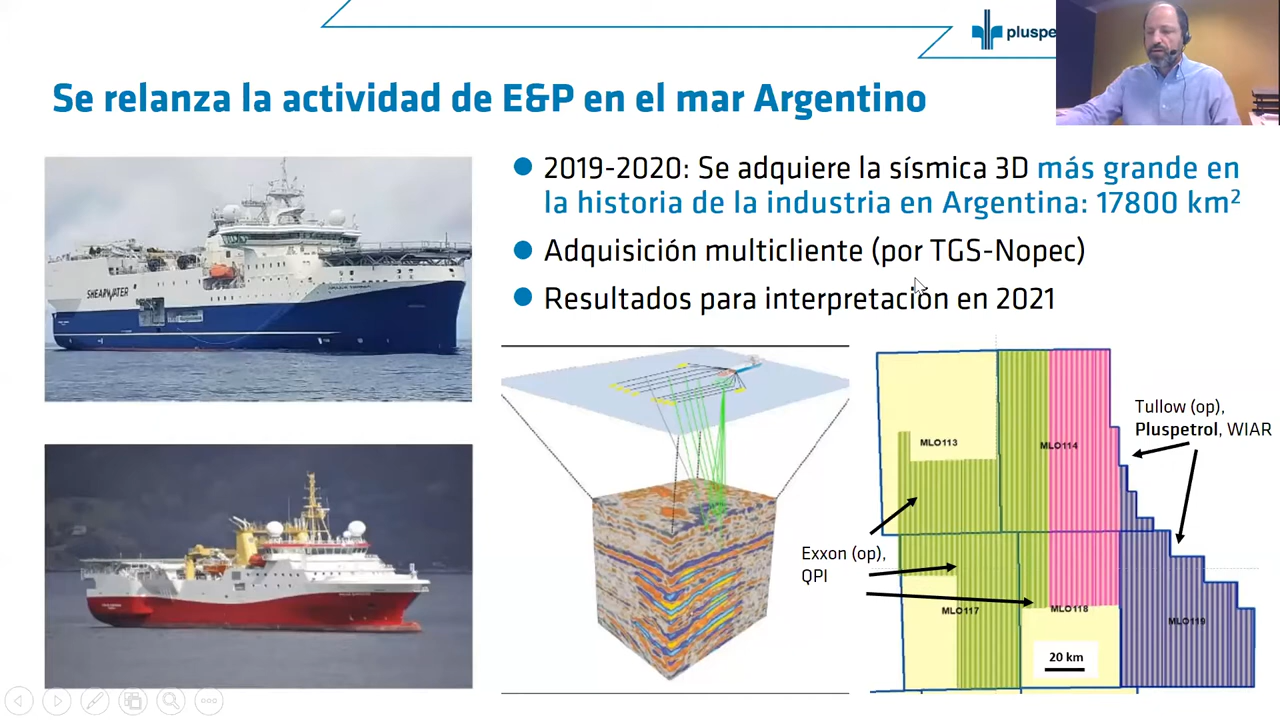 pluspe
Se relanza la actividad de E&P en el mar Argentino
2019-2020: Se adquiere la sísmica 3D más grande en
la historia de la industria en Argentina: 17800 km²
Adquisición multicliente (por TGS-Nopec)
Resultados para interpretación en 2021
SHEARWATER
Tullow (op),
Pluspetrol, WIAR
MLO113
MLO114
Exxon (op),
QPI
MLO117
MLO118
MLO119
20 km